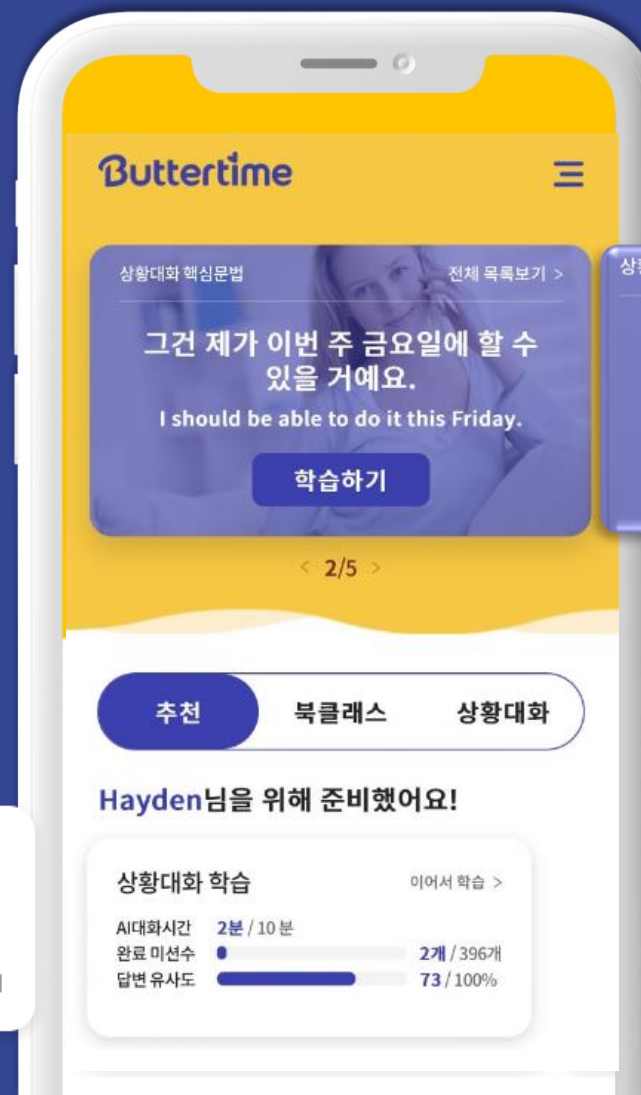 Buttertime
상황대화 핵심문법 전체 목록보기 >
그건 제가 이번 주 금요일에 할 수
있을 거예요.
I should be able to do it this Friday.
학습하기
< 2/5 >
추천 북클래스 상황대화
Hayden님을 위해 준비했어요!
상황대화 학습 이어서 학습 >
AI대화시간 2분 / 10분
완료 미션수 2개 / 396개
답변 유사도 73 / 100%